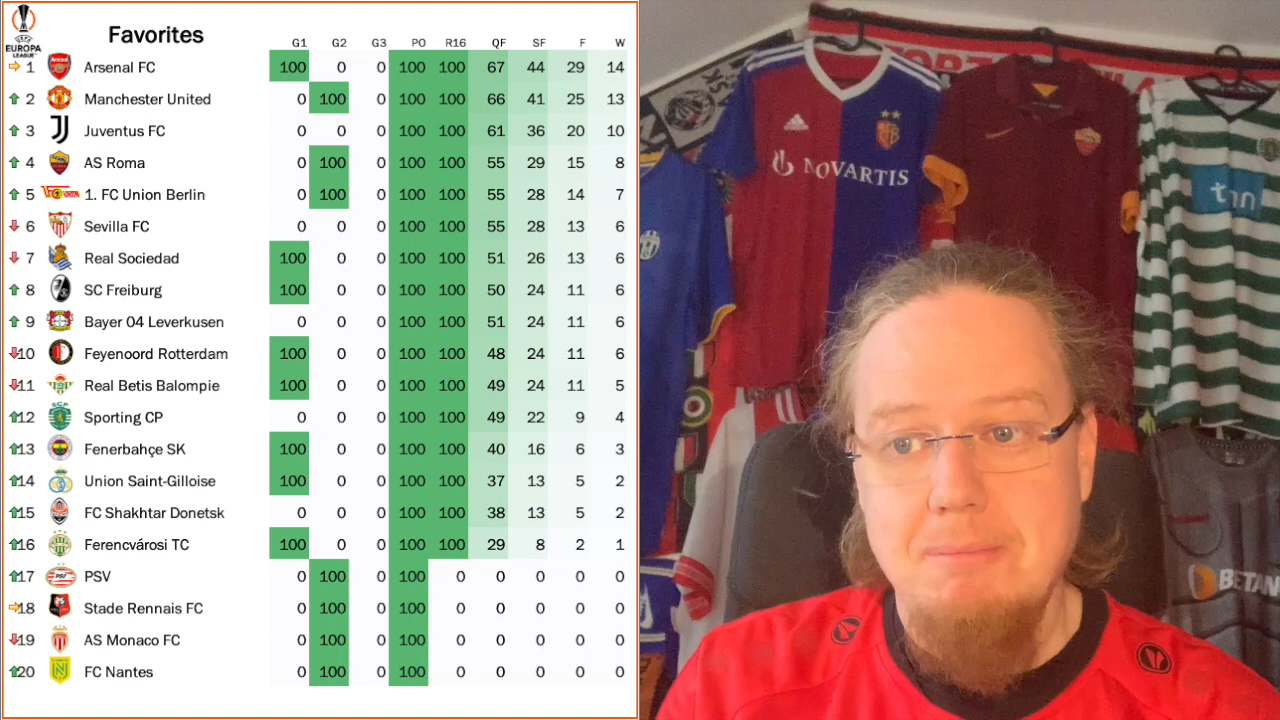 EUROPA
LEAGUE
Favorites
G1 G2 G3 PO R16 QF SF F W
1 Arsenal FC 100 0 0 100 100 67 44 29 14
2 Manchester United 0 100 0 100 100 66 41 25 13
3 Juventus FC 0 0 0 100 100 61 36 20 10
4 AS Roma 0 100 0 100 100 55 29 15 8
5 1. FC Union Berlin 0 100 0 100 100 55 28 14 7
6 Sevilla FC 0 0 0 100 100 55 28 13 6
7 Real Sociedad 100 0 0 100 100 51 26 13 6
8 SC Freiburg 100 0 0 100 100 50 24 11 6
9 Bayer 04 Leverkusen 0 0 0 100 100 51 24 11 6
10 Feyenoord Rotterdam 100 0 0 100 100 48 24 11 6
11 Real Betis Balompie 100 0 0 100 100 49 24 11 5
12 Sporting CP 0 0 0 100 100 49 22 9 4
13 Fenerbahçe SK 100 0 0 100 100 40 16 6 3
14 Union Saint-Gilloise 100 0 0 100 100 37 13 5 2
15 FC Shakhtar Donetsk 0 0 0 100 100 38 13 5 2
16 Ferencvárosi TC 100 0 0 100 100 29 8 2 1
17 PSV 0 100 0 100 0 0 0 0 0
18 Stade Rennais FC 0 100 0 100 0 0 0 0 0
19 AS Monaco FC 0 100 0 100 0 0 0 0 0
20 FC Nantes 0 100 0 100 0 0 0 0 0
NOVARTIS
tmn
BETAN